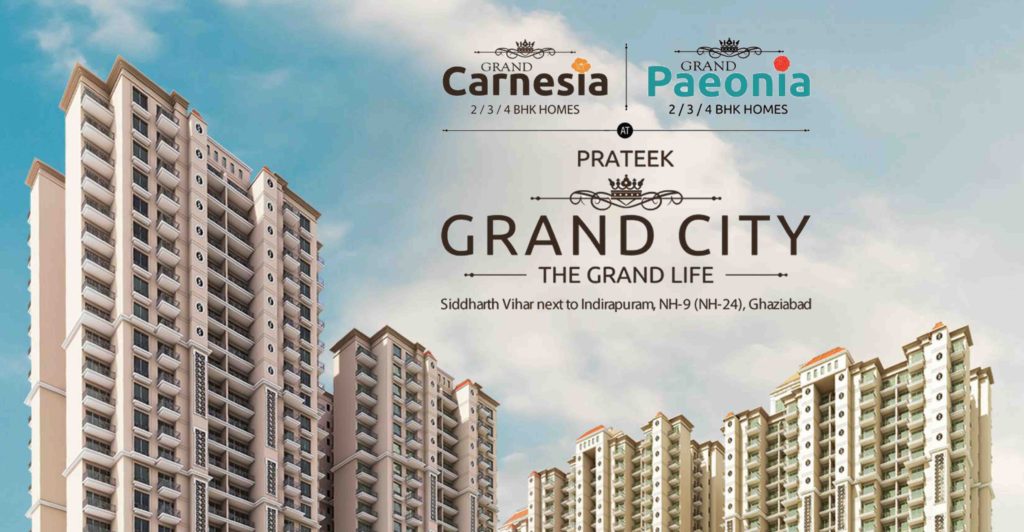 GRAND
Carnesia
2 / 3 / 4 BHK HOMES
GRAND
Paeonia
2 / 3 / 4 BHK HOMES
AT
PRATEEK
GRAND CITY
THE GRAND LIFE
Siddharth Vihar next to Indirapuram, NH-9 (NH-24), Ghaziabad